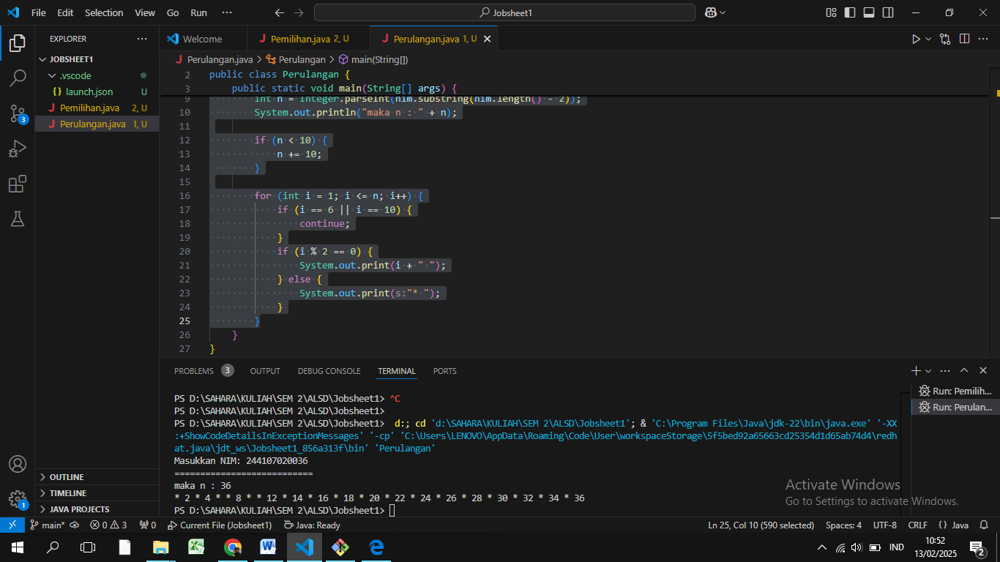 File Edit Selection View Go Run ··· Jobsheet1
EXPLORER ···
JOBSHEET1
.vscode
{} launch.json U
J Pemilihan.java 2, U
J Perulangan.java 1, U
OUTLINE
TIMELINE
JAVA PROJECTS
3
1
Welcome J Pemilihan.java 2, U J Perulangan.java 1, U
J Perulangan.java > Perulangan > main(String[])
2 public class Perulangan {
3 public static void main(String[] args) {
9 int n = Integer.parseInt(nim.substring(nim.length() - 2));
10 System.out.println("maka n : " + n);
11
12 if (n < 10) {
13 n += 10;
14 }
15
16 for (int i = 1; i <= n; i++) {
17 if (i == 6 || i == 10) {
18 continue;
19 }
20 if (i % 2 == 0) {
21 System.out.print(i + " ");
22 } else {
23 System.out.print(s:"* ");
24 }
25 }
26 }
27 }
PROBLEMS 3 OUTPUT DEBUG CONSOLE TERMINAL PORTS
Run: Pemilih...
Run: Perulan...
PS D:\SAHARA\KULIAH\SEM 2\ALSD\Jobsheet1> ^C
PS D:\SAHARA\KULIAH\SEM 2\ALSD\Jobsheet1>
PS D:\SAHARA\KULIAH\SEM 2\ALSD\Jobsheet1> d:; cd 'd:\SAHARA\KULIAH\SEM 2\ALSD\Jobsheet1'; & 'C:\Program Files\Java\jdk-22\bin\java.exe' '-XX
:+ShowCodeDetailsInExceptionMessages' '-cp' 'C:\Users\LENOVO\AppData\Roaming\Code\User\workspaceStorage\5f5bed92a65663cd25354d1d65ab74d4\redh
at.java\jdt_ws\Jobsheet1_856a313f\bin' 'Perulangan'
Masukkan NIM: 244107020036
===========================
maka n : 36
* 2 * 4 * * 8 * * 12 * 14 * 16 * 18 * 20 * 22 * 24 * 26 * 28 * 30 * 32 * 34 * 36
PS D:\SAHARA\KULIAH\SEM 2\ALSD\Jobsheet1>
Activate Windows
Go to Settings to activate Windows.
main* 0 3 0 Current File (Jobsheet1) Java: Ready Ln 25, Col 10 (590 selected) Spaces: 4 UTF-8 CRLF {} Java
IND 10:52
13/02/2025
2